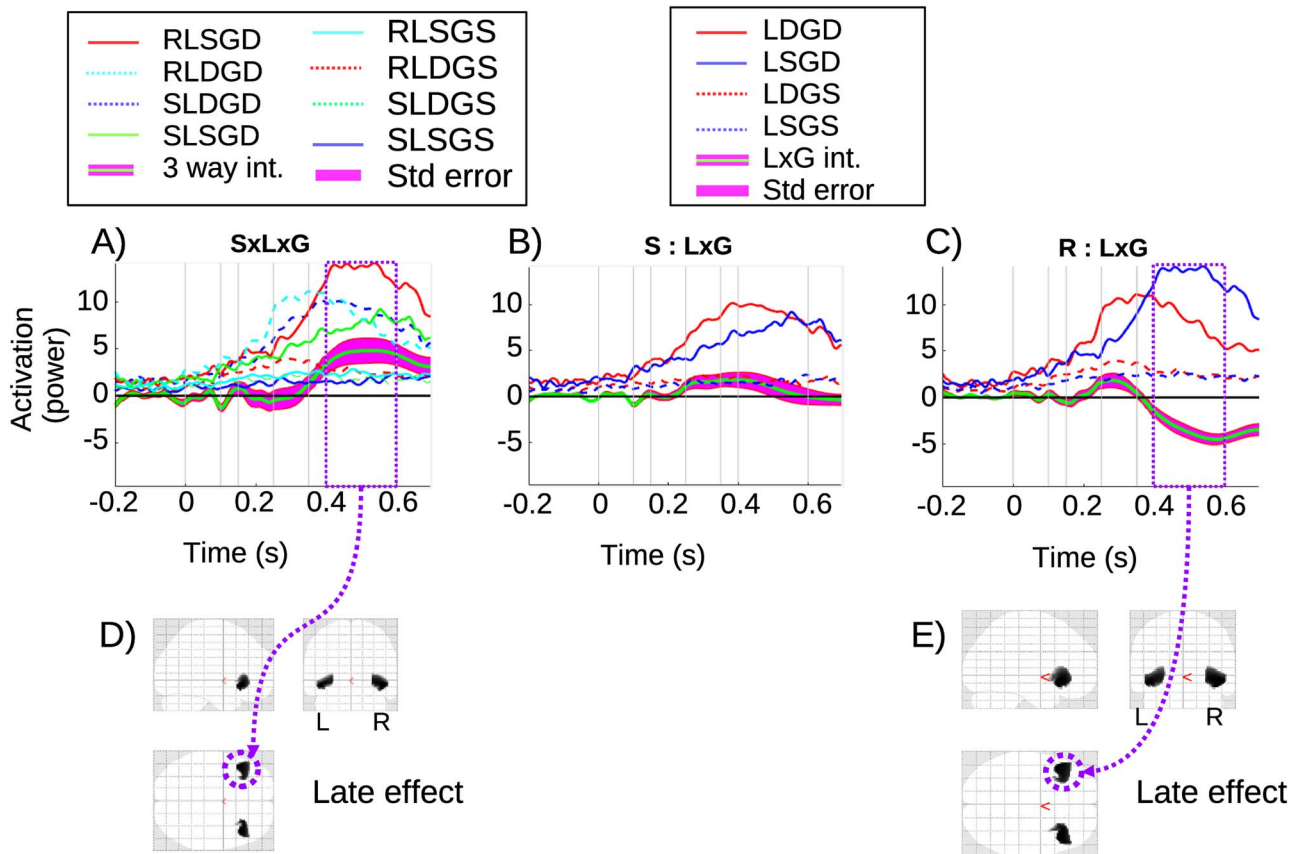 RLSGD RLSGS
RLDGD RLDGS
SLDGD SLDGS
SLSGD SLSGS
3 way int. Std error
LDGD
LSGD
LDGS
LSGS
LxG int.
Std error
A) SxLxG
B) S : LxG
C) R : LxG
Activation
(power)
10
5
0
-5
10
5
0
-5
10
5
0
-5
-0.2 0 0.2 0.4 0.6
-0.2 0 0.2 0.4 0.6
-0.2 0 0.2 0.4 0.6
Time (s)
Time (s)
Time (s)
D)
<
<
L R
<
Late effect
E)
<
<
L R
<
Late effect